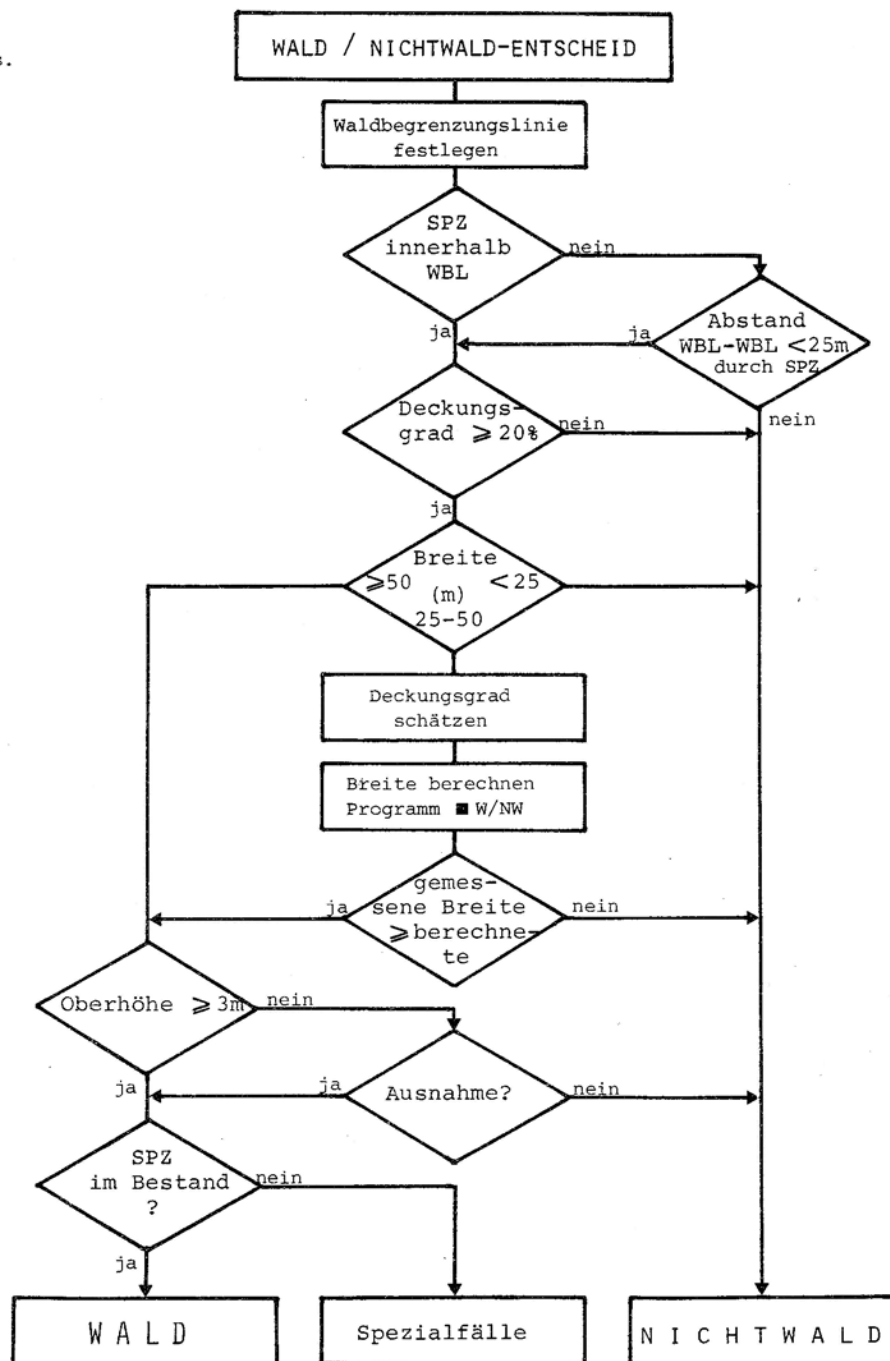 s.
WALD / NICHTWALD-ENTSCHEID
Waldbegrenzungslinie
festlegen
SPZ
innerhalb
WBL
nein
ja
Abstand
WBL-WBL <25m
durch SPZ
ja
nein
Deckungs-
grad ⩾ 20%
nein
ja
Breite
⩾50 <25
(m)
25-50
Deckungsgrad
schätzen
Breite berechnen
Programm ■ W/NW
gemes-
sene Breite
⩾ berechne-
te
ja
nein
Oberhöhe ⩾ 3m
nein
ja
Ausnahme?
ja
nein
SPZ
im Bestand
?
nein
ja
WALD
Spezialfälle
NICHTWALD